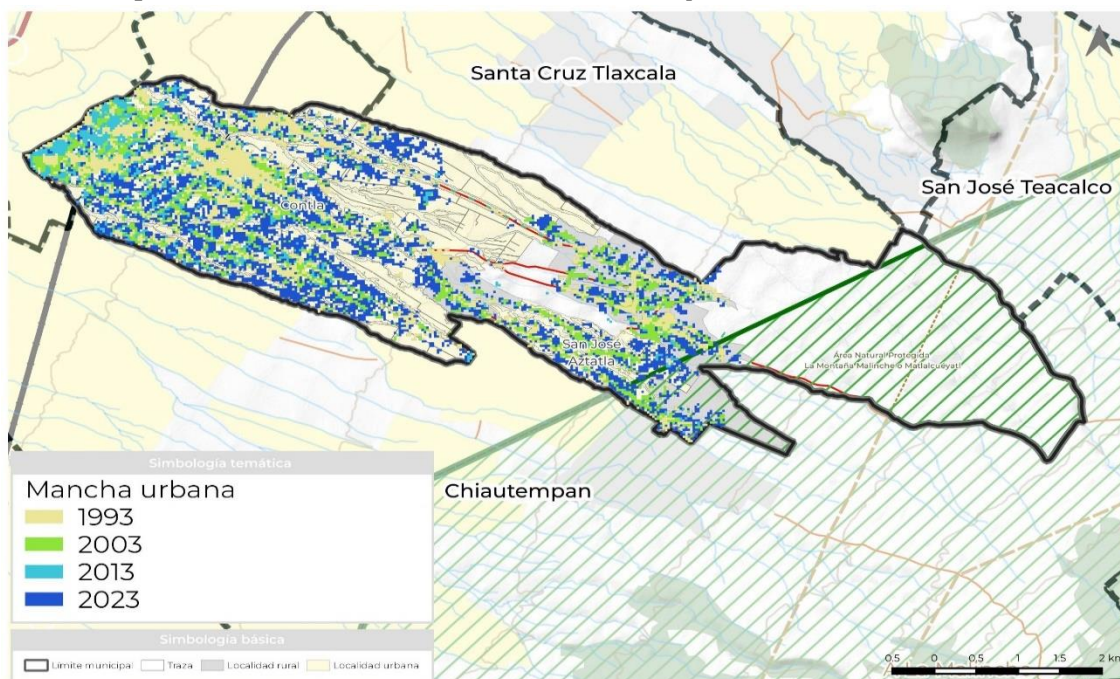 Santa Cruz Tlaxcala
San José Teacalco
Contla
San José
Aztatla
Área Natural Protegida
La Montaña Malinche o Matlalcuéyatl
Chiautempan
Simbología temática
Mancha urbana
1993
2003
2013
2023
Simbología básica
Límite municipal
Traza
Localidad rural
Localidad urbana
0.5 0 0.5 1 1.5 2 km